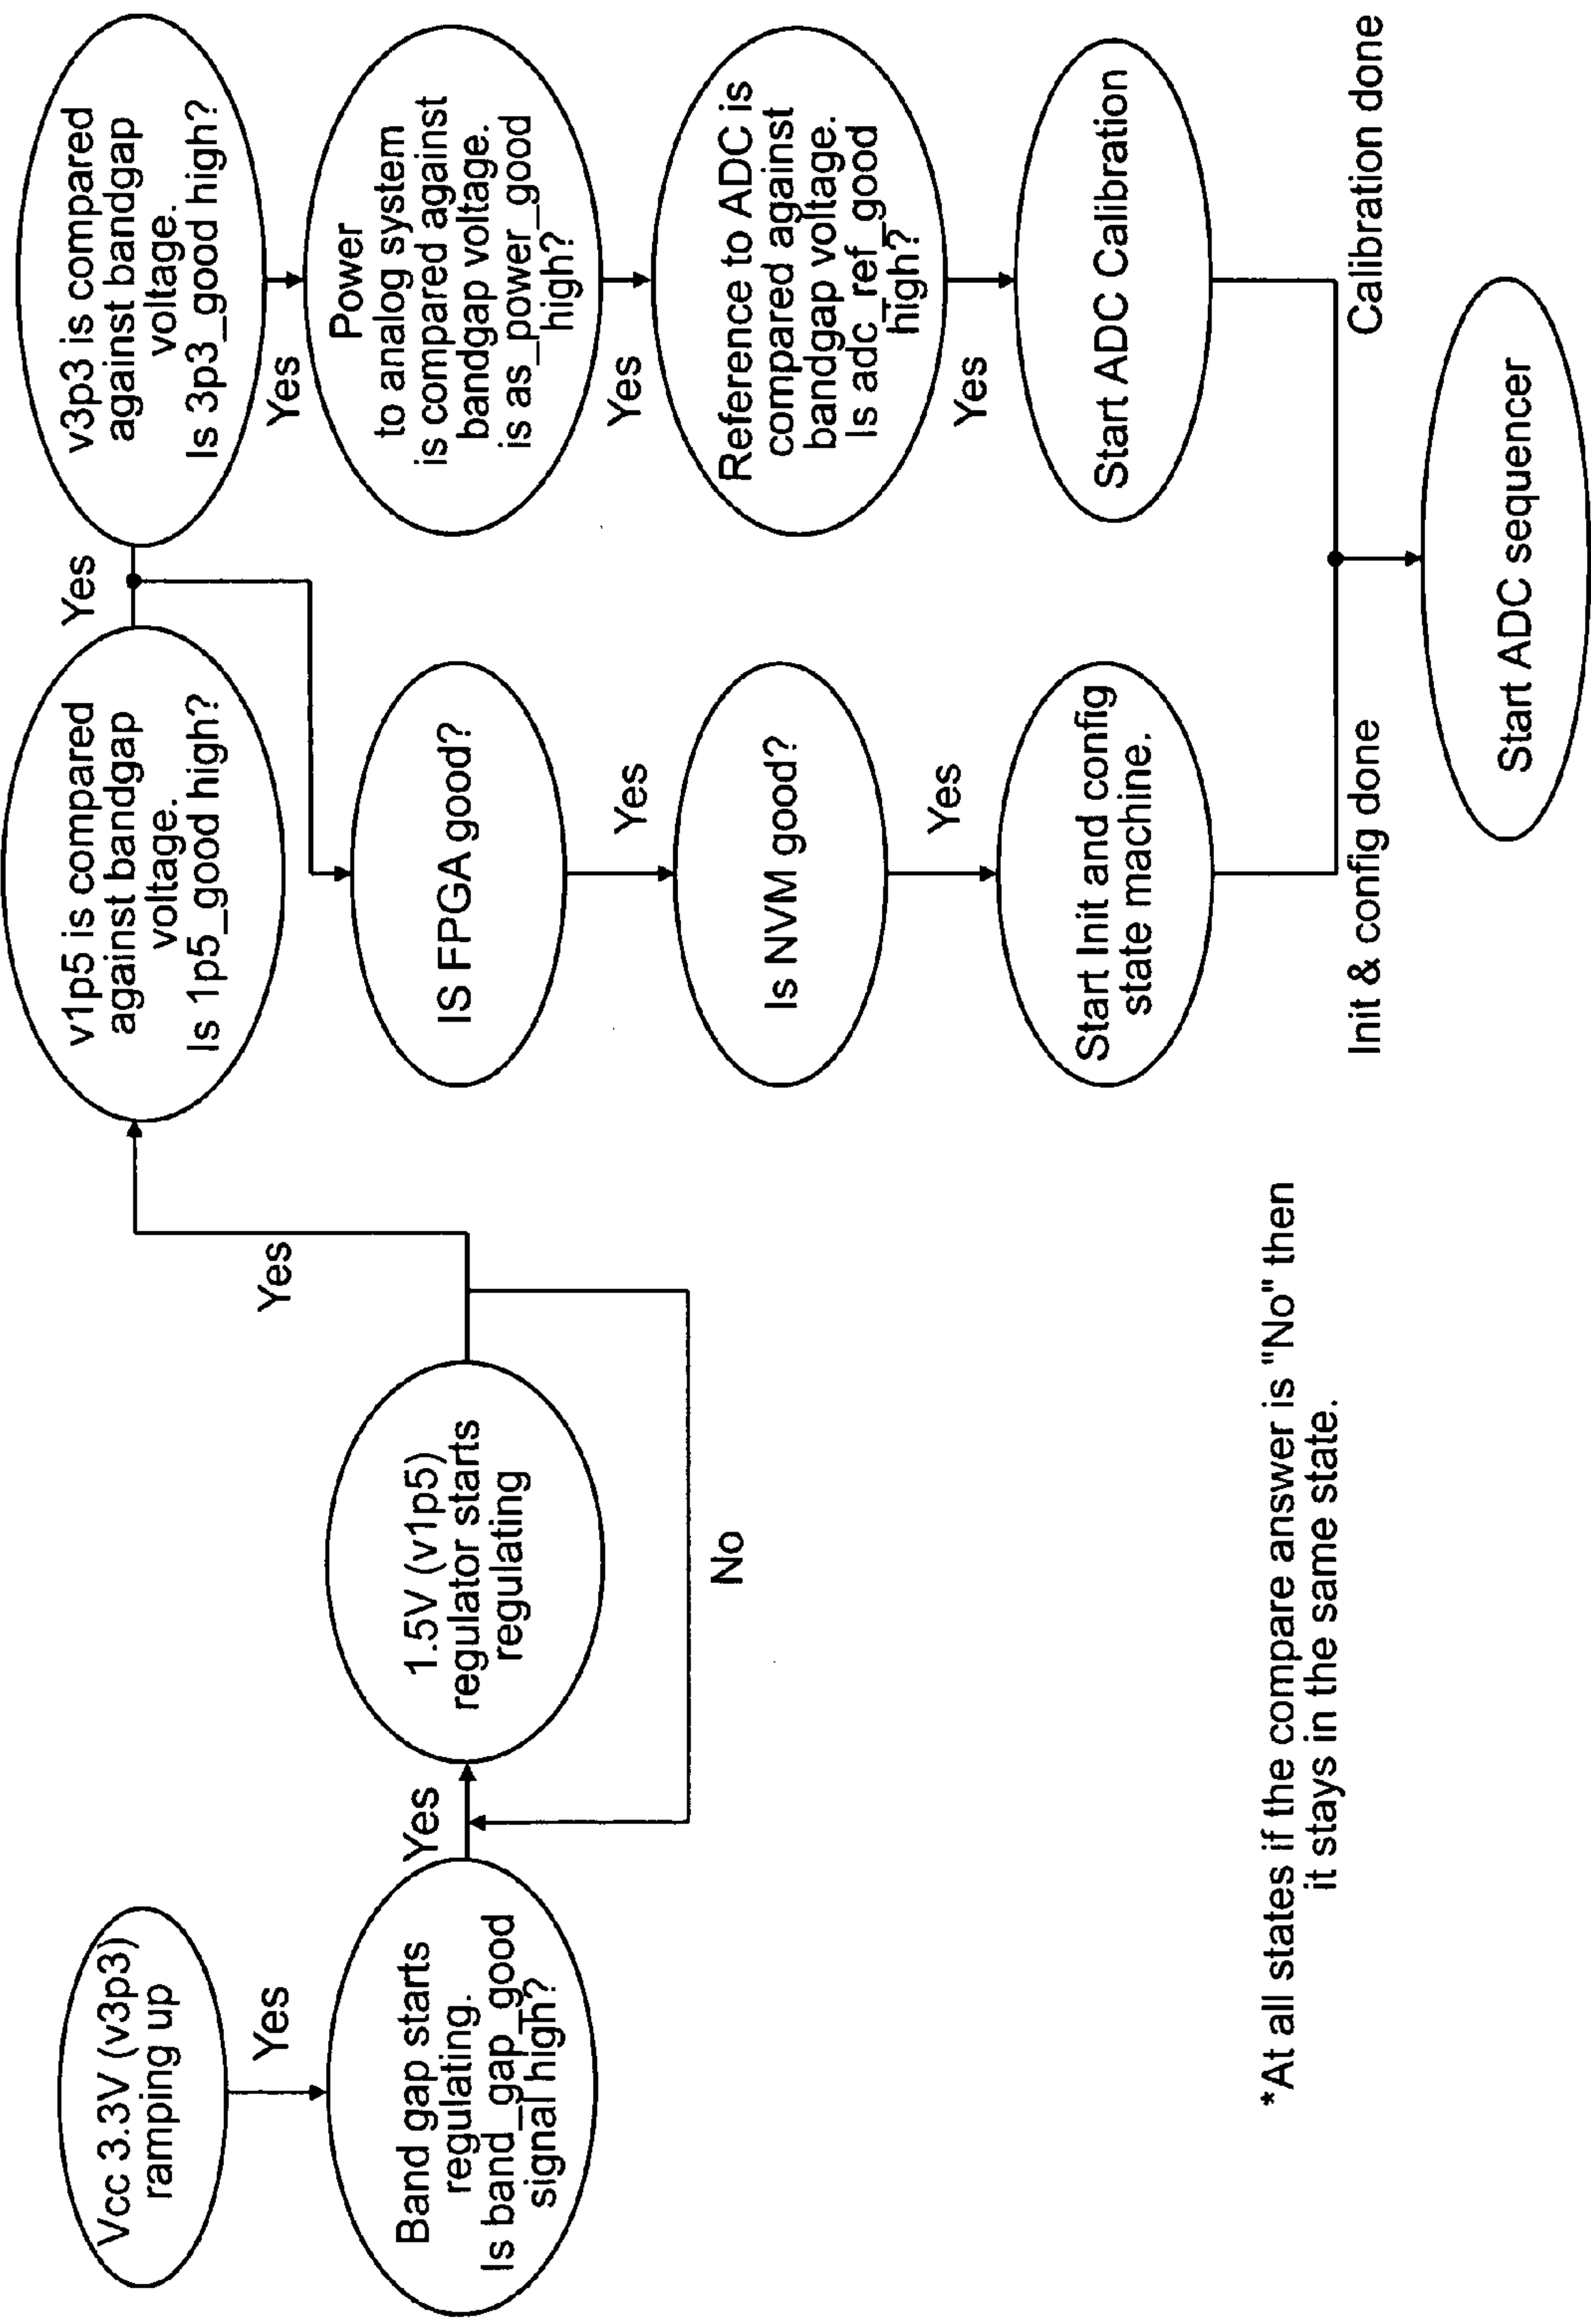 Vcc 3.3V (v3p3)
ramping up
Yes
Band gap starts
regulating.
Is band_gap_good
signal high?
Yes
1.5V (v1p5)
regulator starts
regulating
No
Yes
v1p5 is compared
against bandgap
voltage.
Is 1p5_good high?
Yes
IS FPGA good?
Yes
Is NVM good?
Yes
Start Init and config
state machine.
Init & config done
v3p3 is compared
against bandgap
voltage.
Is 3p3_good high?
Yes
Power
to analog system
is compared against
bandgap voltage.
is as_power_good
high?
Yes
Reference to ADC is
compared against
bandgap voltage.
Is adc_ref_good
high?
Yes
Start ADC Calibration
Calibration done
Start ADC sequencer
*At all states if the compare answer is "No" then
it stays in the same state.